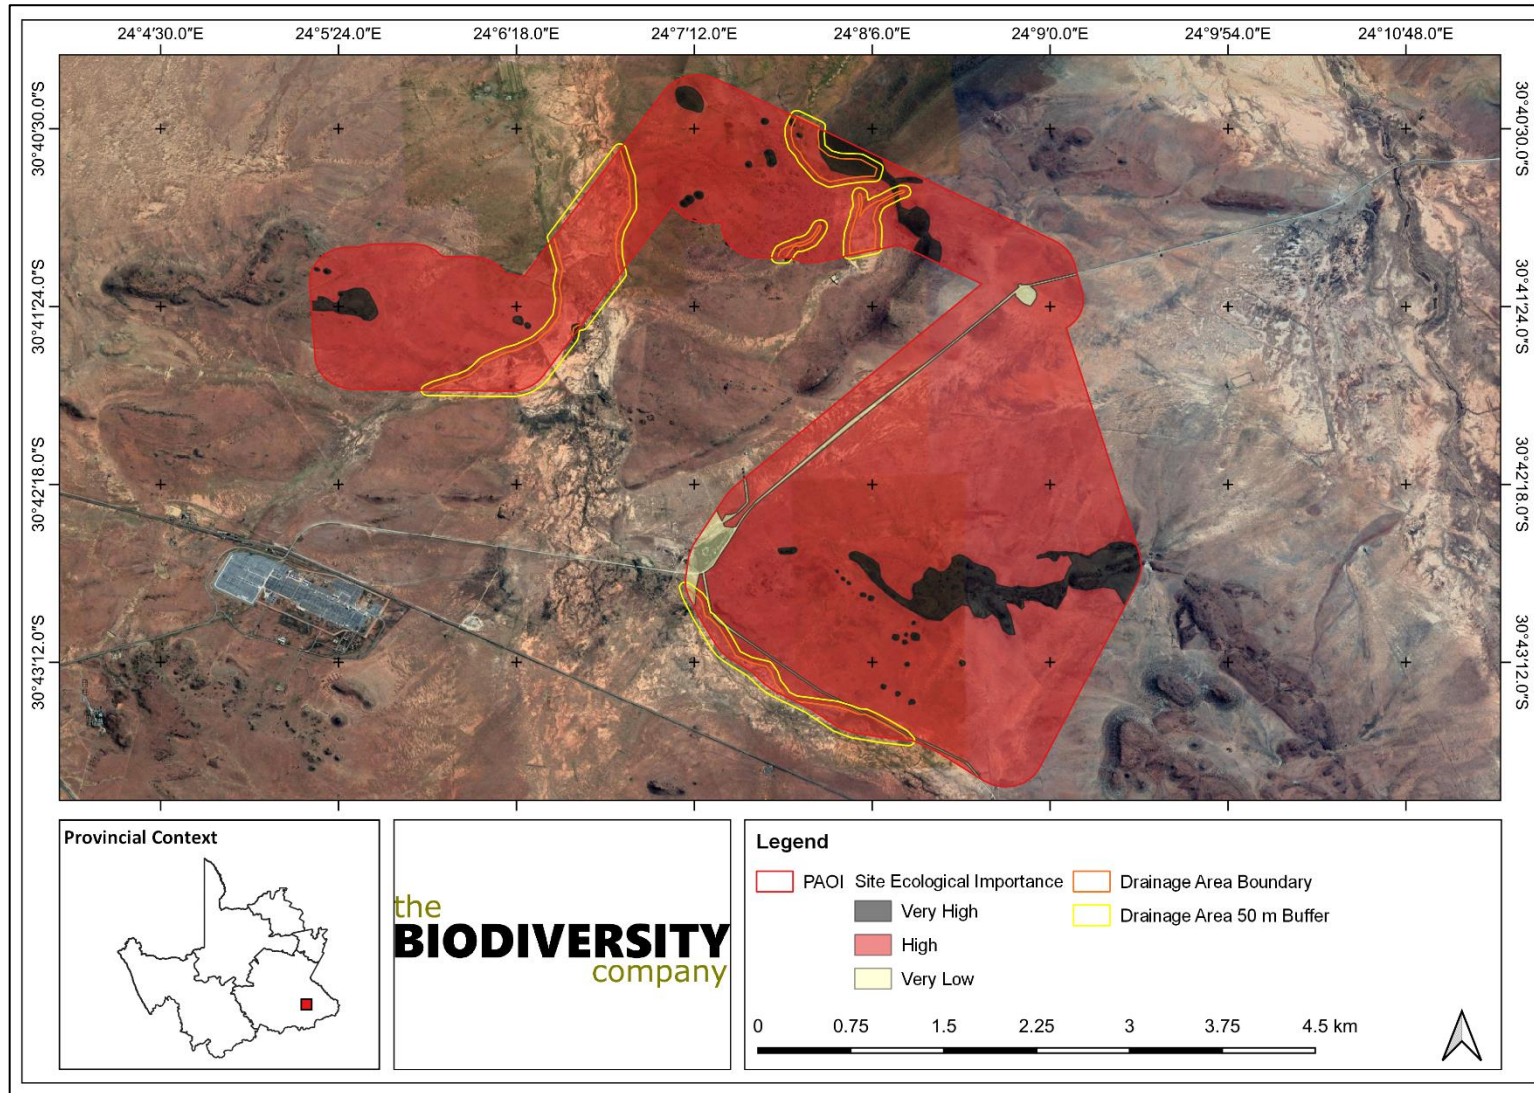 24°4'30.0"E 24°5'24.0"E 24°6'18.0"E 24°7'12.0"E 24°8'6.0"E 24°9'0.0"E 24°9'54.0"E 24°10'48.0"E
30°40'30.0"S 30°40'30.0"S
30°41'24.0"S 30°41'24.0"S
30°42'18.0"S 30°42'18.0"S
30°43'12.0"S 30°43'12.0"S
Provincial Context
the
BIODIVERSITY
company
Legend
PAOI Site Ecological Importance Drainage Area Boundary
Very High Drainage Area 50 m Buffer
High
Very Low
0 0.75 1.5 2.25 3 3.75 4.5 km